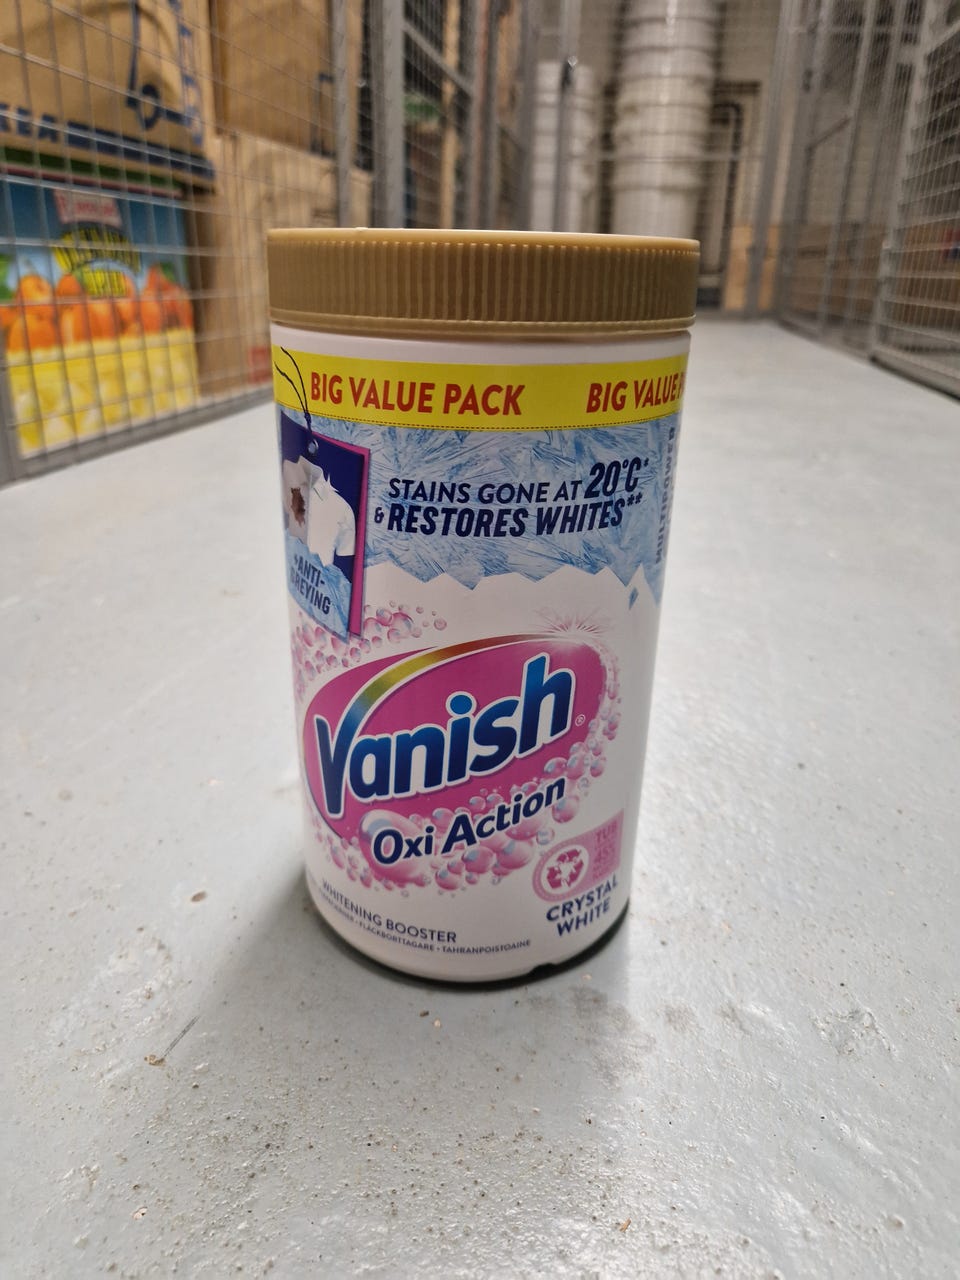 BIG VALUE PACK
BIG VALUE
STAINS GONE AT 20°C*
& RESTORES WHITES**
+ANTI-
GREYING
Vanish®
Oxi Action
TUB
CRYSTAL
WHITE
WHITENING BOOSTER
FLÄCKBORTTAGARE • TAHRANPOISTOAINE